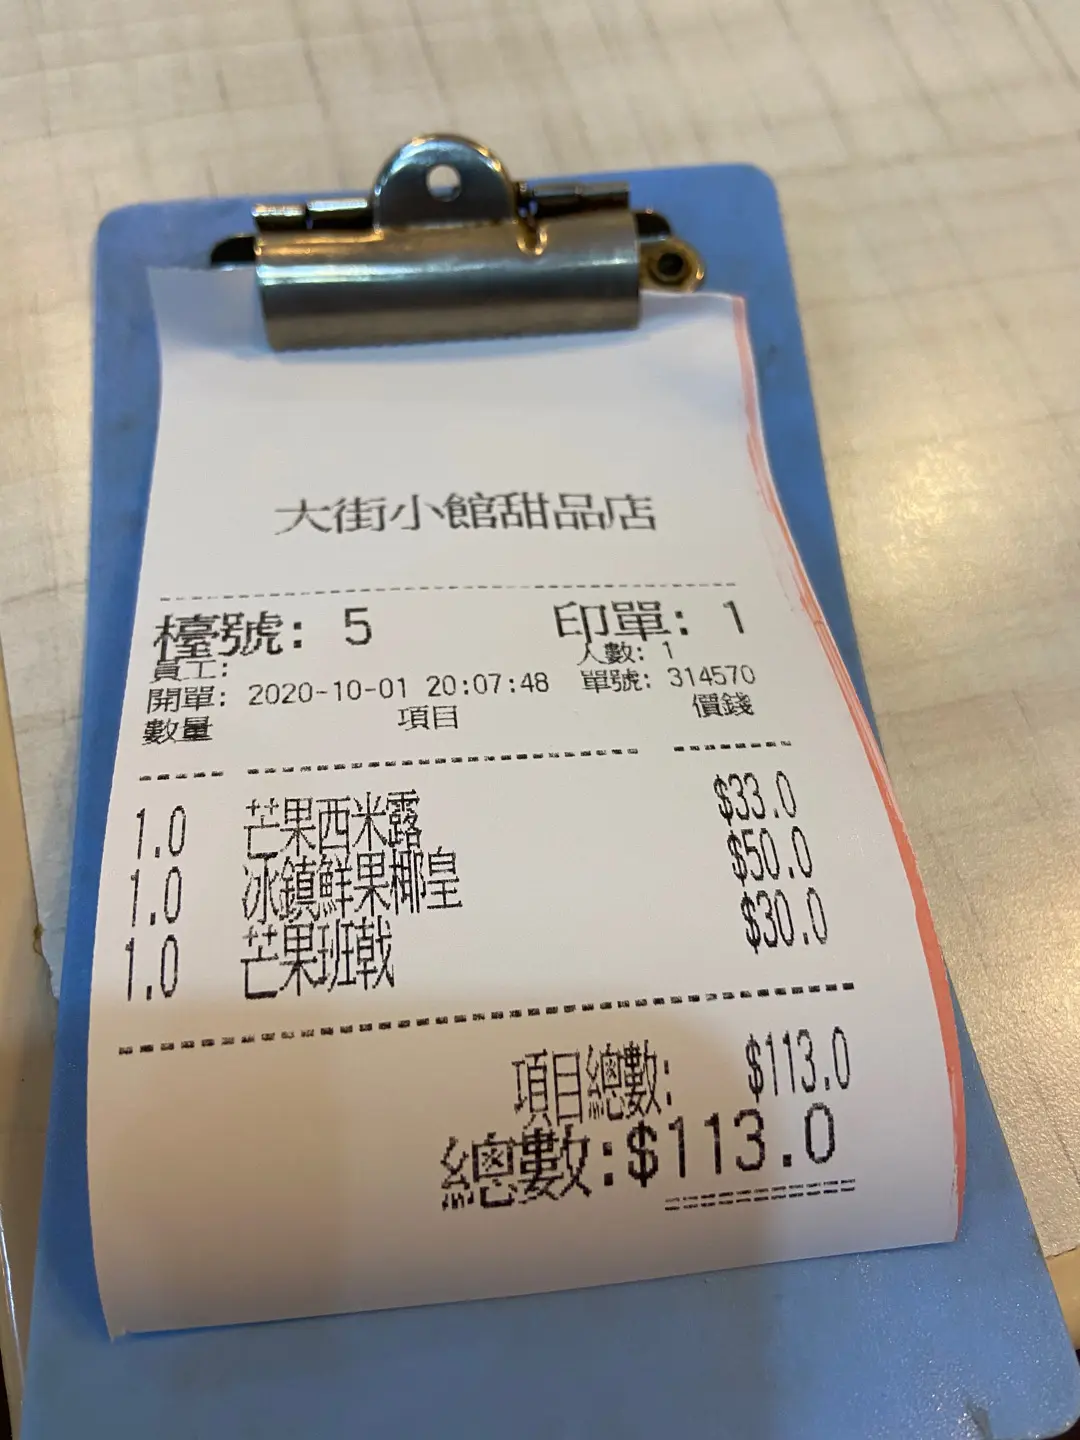 大街小館甜品店
檯號: 5 印單: 1
員工: 人數: 1
開單: 2020-10-01 20:07:48 單號: 314570
數量 項目 價錢
1.0 芒果西米露 $33.0
1.0 冰鎮鮮果椰皇 $50.0
1.0 芒果班戟 $30.0
項目總數: $113.0
總數:$113.0